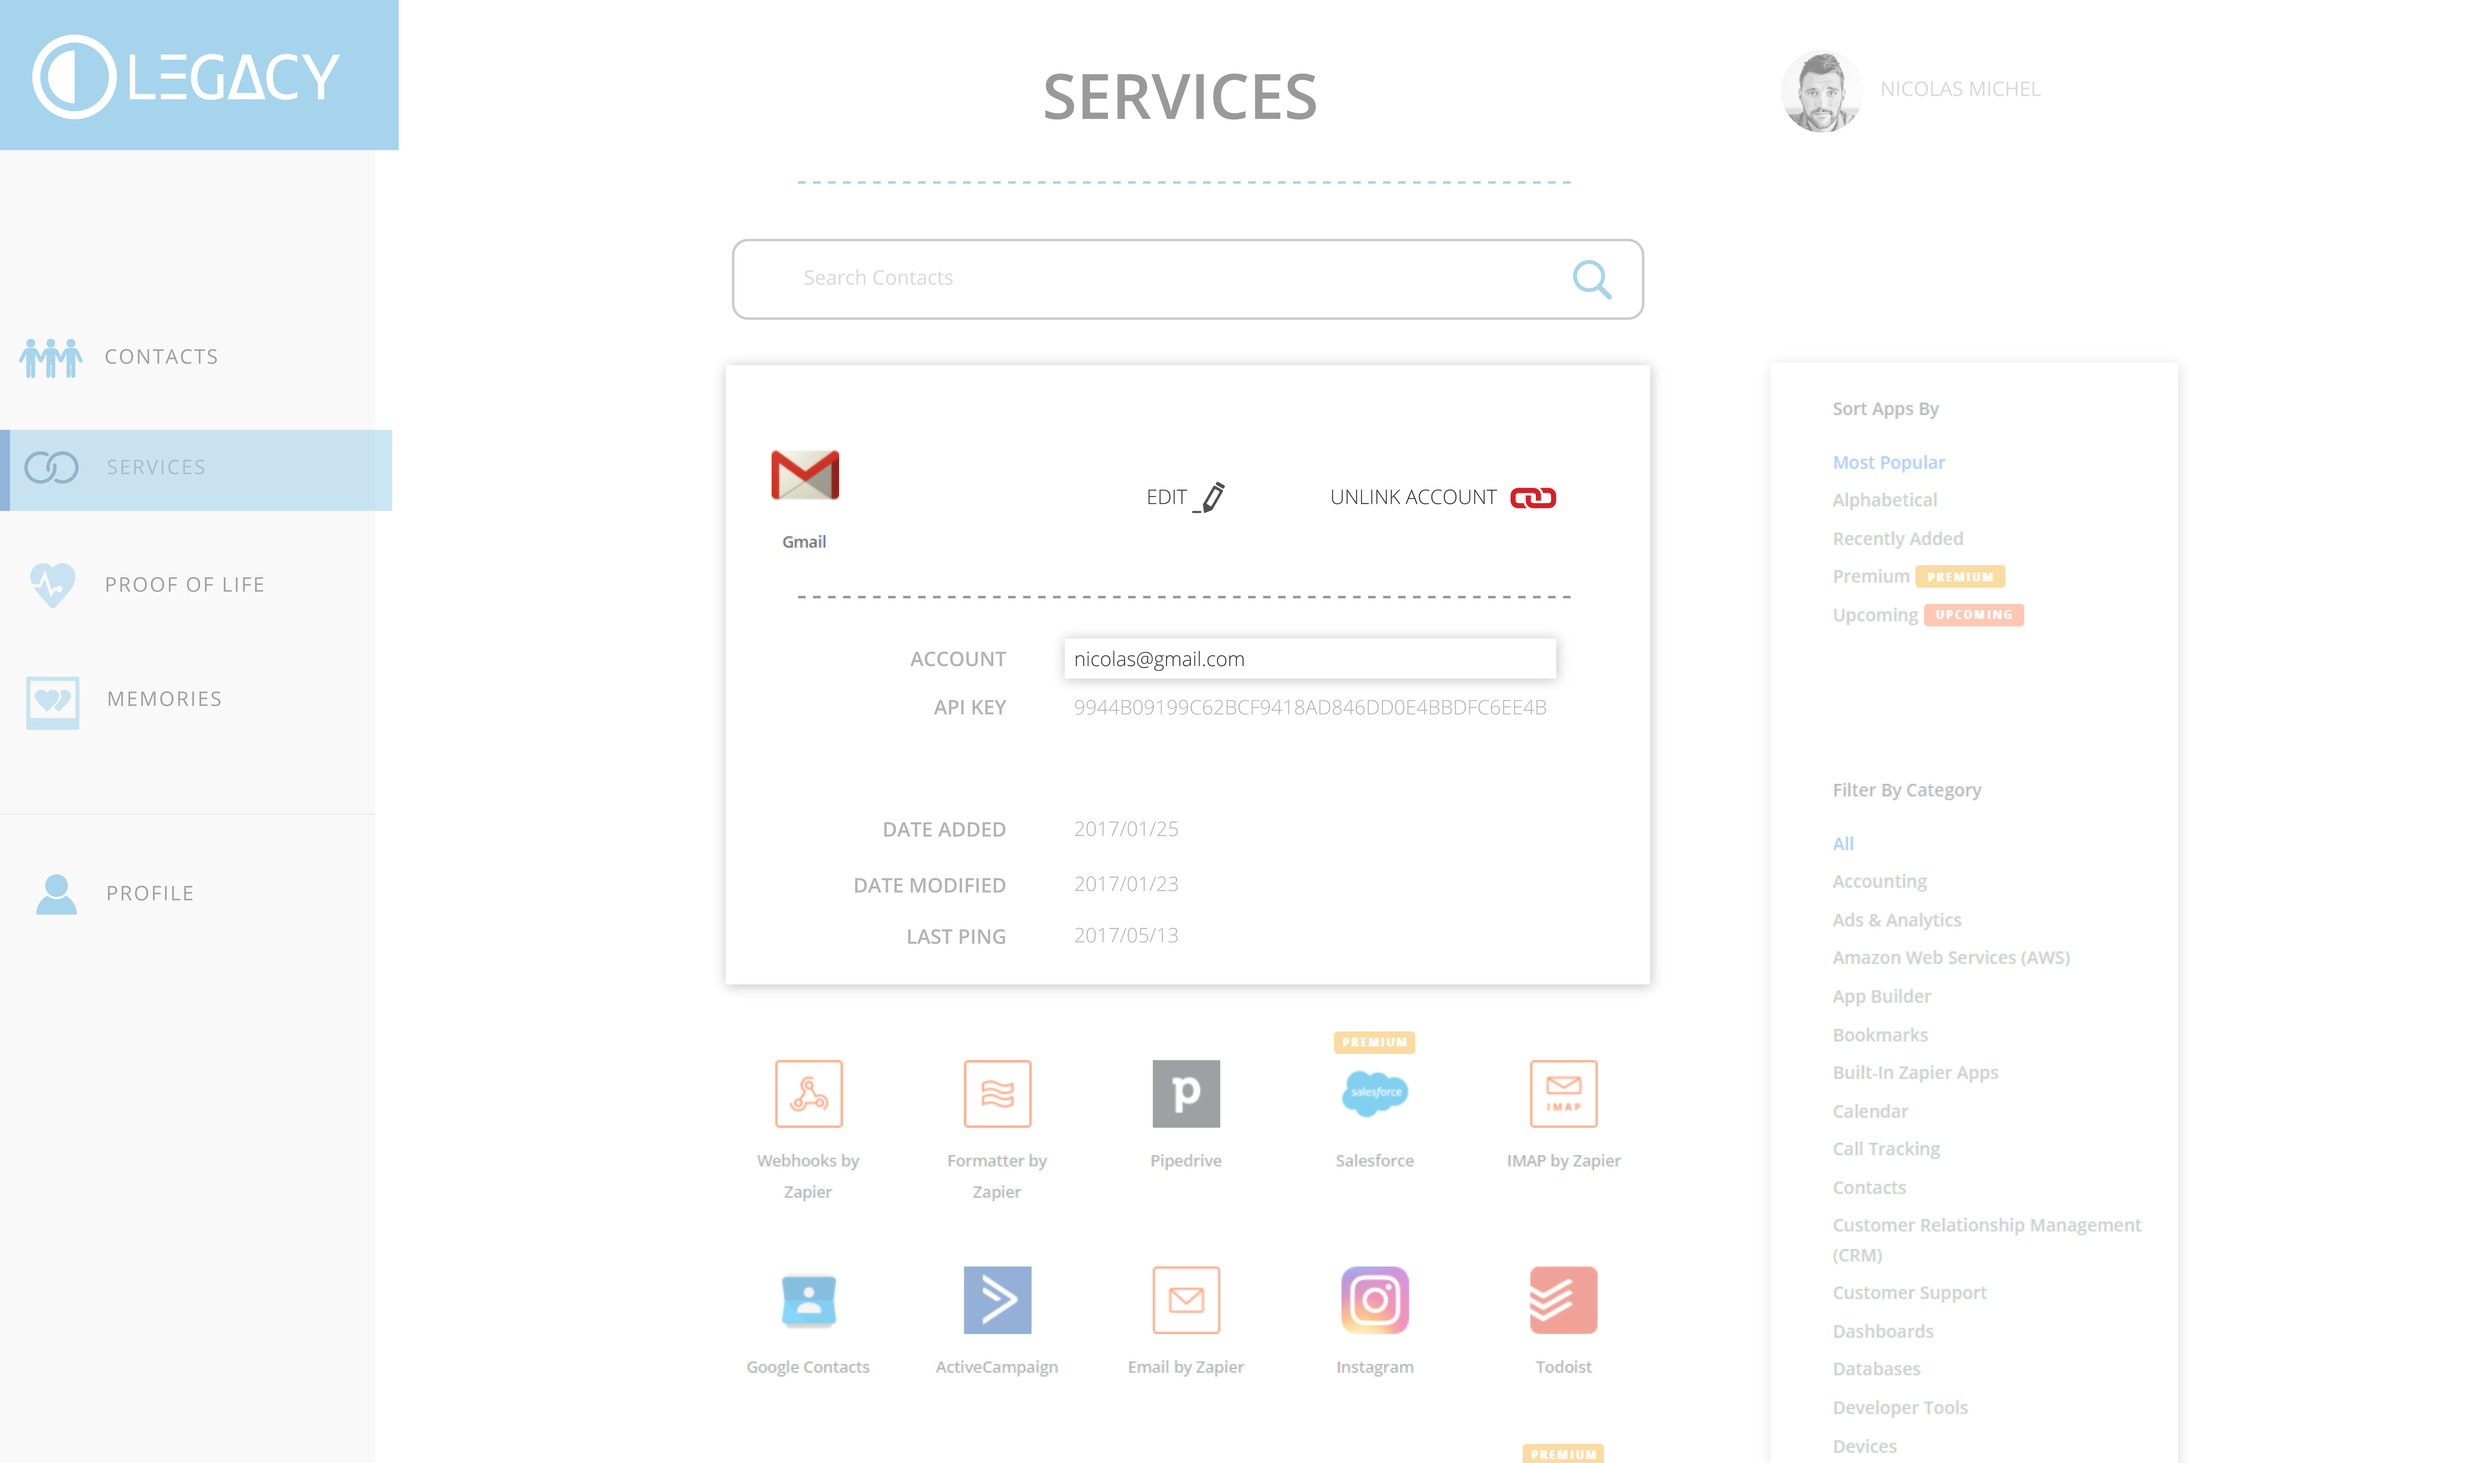 LEGACY
SERVICES
NICOLAS MICHEL
Search Contacts
CONTACTS
SERVICES
PROOF OF LIFE
MEMORIES
PROFILE
Gmail
EDIT
UNLINK ACCOUNT
ACCOUNT nicolas@gmail.com
API KEY 9944B09199C62BCF9418AD846DD0E4BBDFC6EE4B
DATE ADDED 2017/01/25
DATE MODIFIED 2017/01/23
LAST PING 2017/05/13
PREMIUM
salesforce
IMAP
Webhooks by
Zapier
Formatter by
Zapier
Pipedrive
Salesforce
IMAP by Zapier
Google Contacts
ActiveCampaign
Email by Zapier
Instagram
Todoist
PREMIUM
Sort Apps By
Most Popular
Alphabetical
Recently Added
Premium PREMIUM
Upcoming UPCOMING
Filter By Category
All
Accounting
Ads & Analytics
Amazon Web Services (AWS)
App Builder
Bookmarks
Built-In Zapier Apps
Calendar
Call Tracking
Contacts
Customer Relationship Management
(CRM)
Customer Support
Dashboards
Databases
Developer Tools
Devices